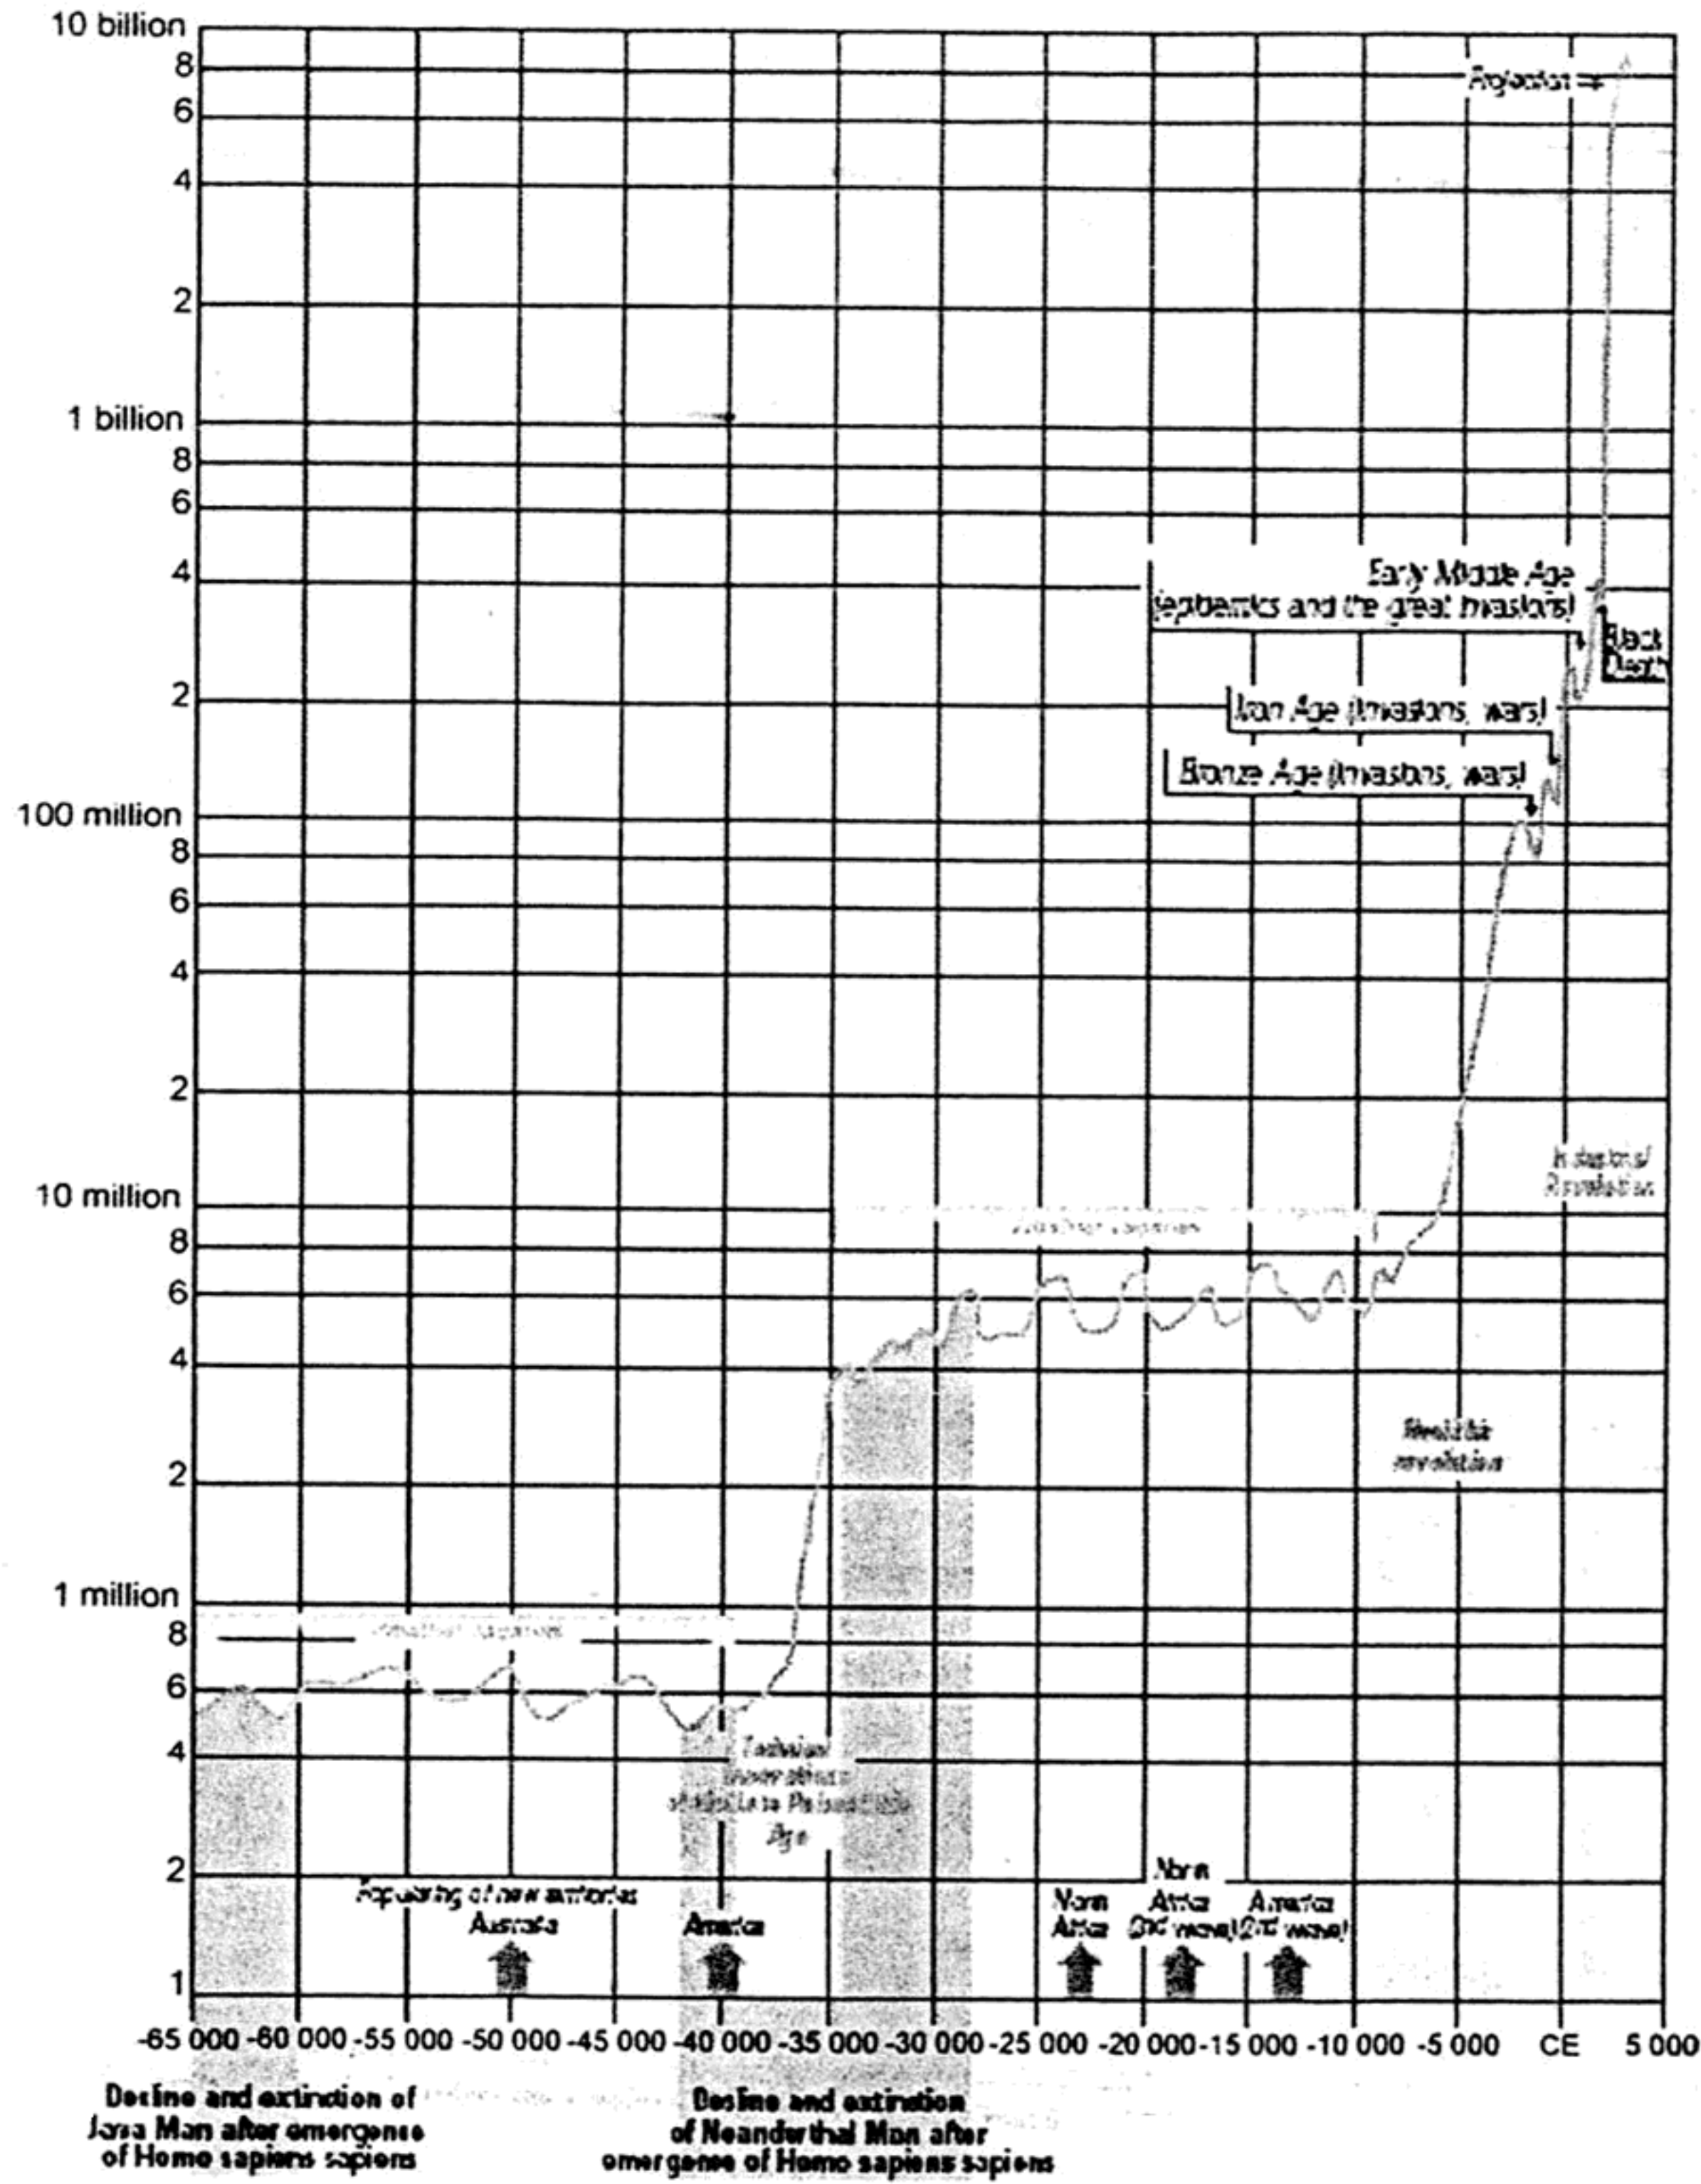 10 billion
8
6
4
2
1 billion
8
6
4
2
100 million
8
6
4
2
10 million
8
6
4
2
1 million
8
6
4
2
1
Projection
Early Middle Age
(epidemics and the great invasions)
Black
Death
Iron Age (invasions, wars)
Bronze Age (invasions, wars)
Industrial
Revolution
Neolithic
revolution
Technical
innovations
Age
Populating of new territories
Australia
America
North
Africa
North
Africa
(2nd wave)
America
(2nd wave)
-65 000 -60 000 -55 000 -50 000 -45 000 -40 000 -35 000 -30 000 -25 000 -20 000 -15 000 -10 000 -5 000 CE 5 000
Decline and extinction of
Java Man after emergence
of Homo sapiens sapiens
Decline and extinction
of Neanderthal Man after
emergence of Homo sapiens sapiens